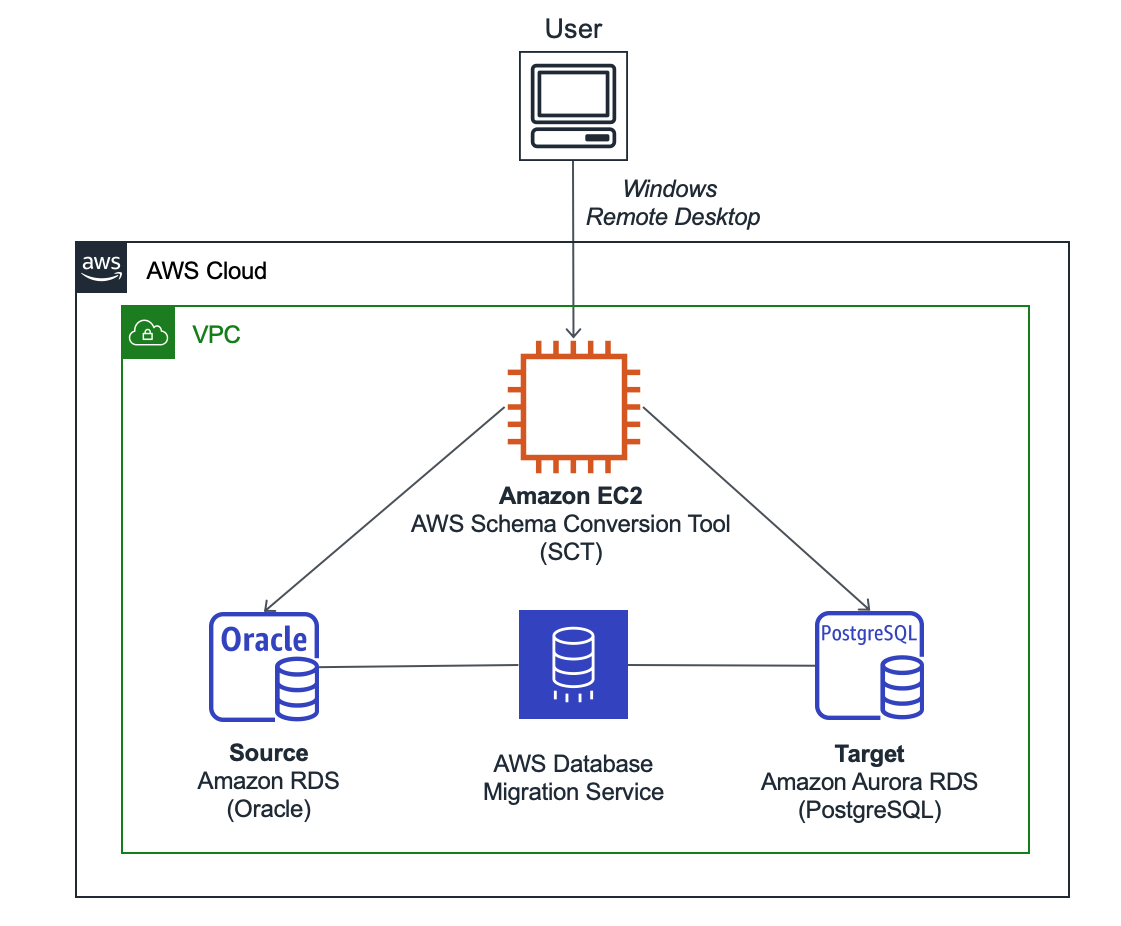 User
Windows
Remote Desktop
aws
AWS Cloud
VPC
Amazon EC2
AWS Schema Conversion Tool
(SCT)
Oracle
PostgreSQL
Source
Amazon RDS
(Oracle)
AWS Database
Migration Service
Target
Amazon Aurora RDS
(PostgreSQL)